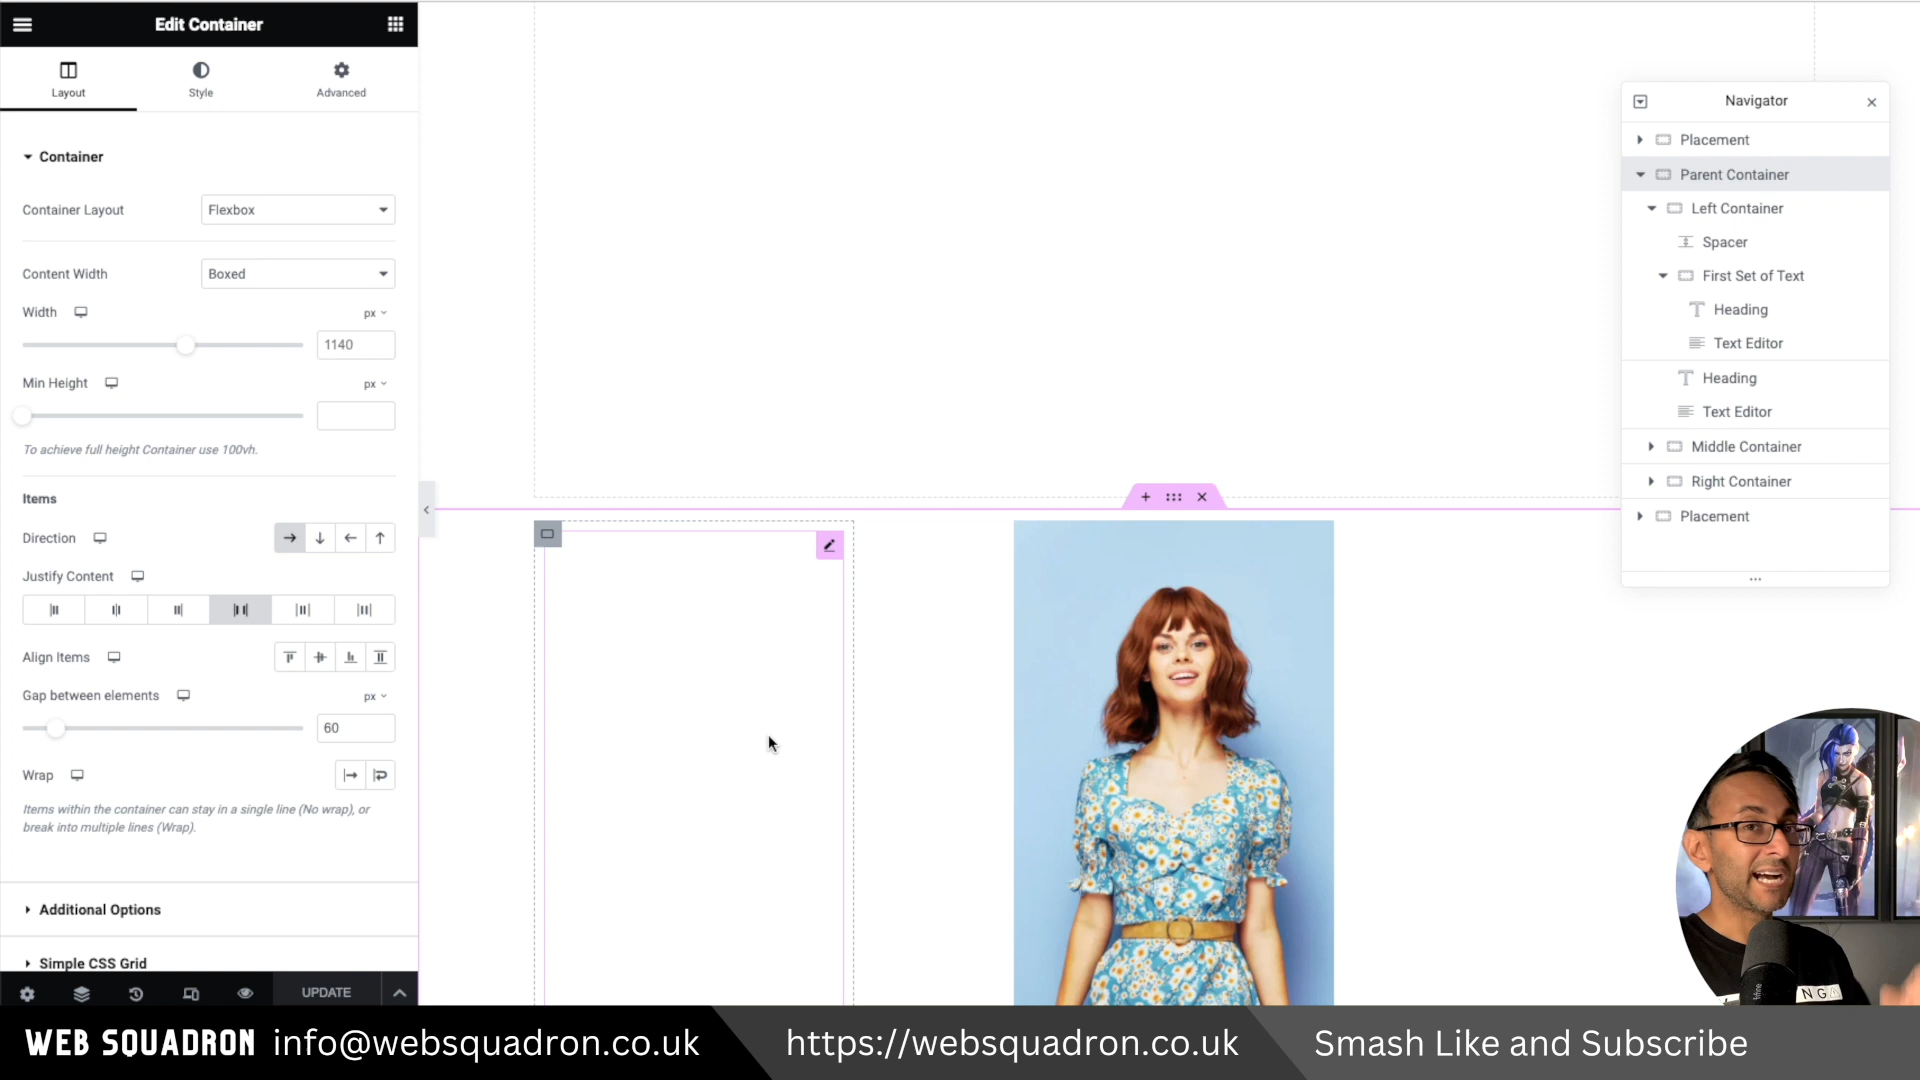 Edit Container
Layout
Style
Advanced
Container
Container Layout
Flexbox
Content Width
Boxed
Width
px
1140
Min Height
px
To achieve full height Container use 100vh.
Items
Direction
Justify Content
Align Items
Gap between elements
px
60
Wrap
Items within the container can stay in a single line (No wrap), or
break into multiple lines (Wrap).
Additional Options
Simple CSS Grid
UPDATE
Navigator
Placement
Parent Container
Left Container
Spacer
First Set of Text
Heading
Text Editor
Heading
Text Editor
Middle Container
Right Container
Placement
WEB SQUADRON info@websquadron.co.uk
https://websquadron.co.uk
Smash Like and Subscribe